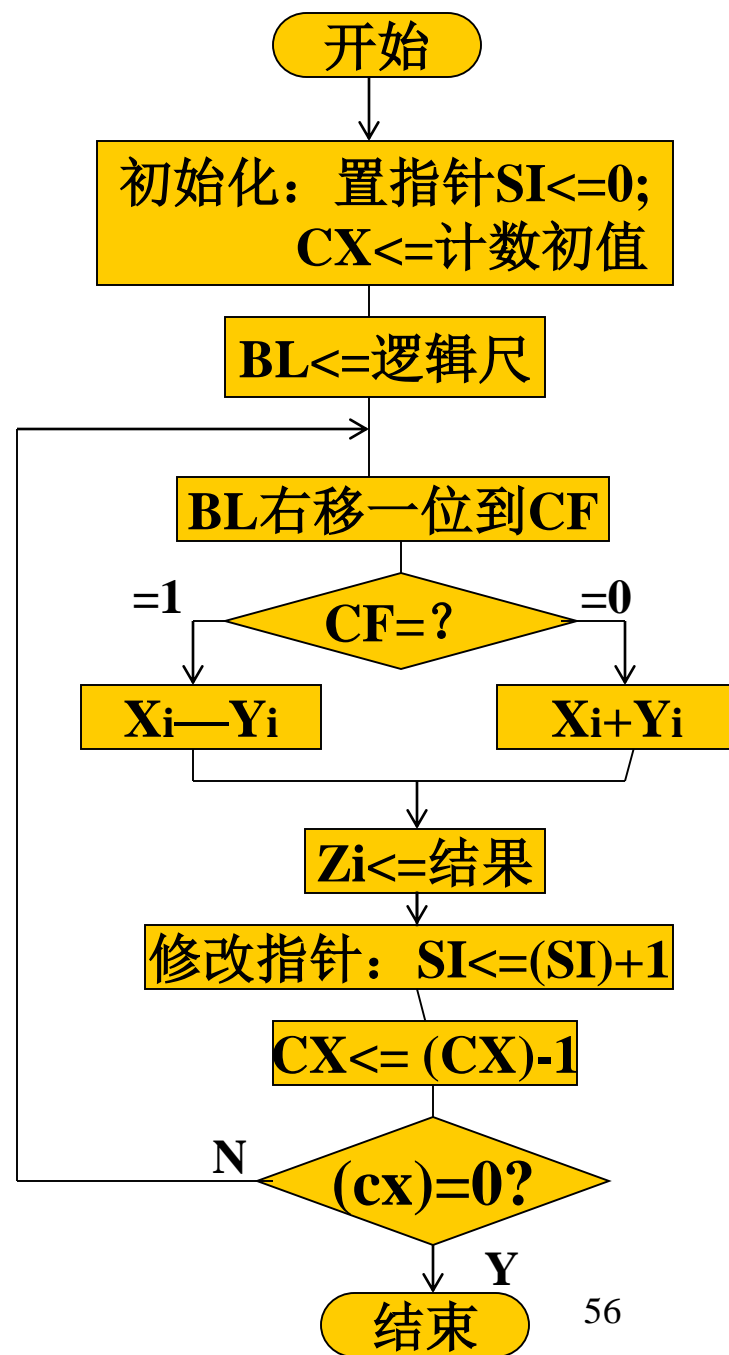 开始
初始化：置指针SI<=0;
CX<=计数初值
BL<=逻辑尺
BL右移一位到CF
=1
=0
CF=？
Xi—Yi
Xi+Yi
Zi<=结果
修改指针：SI<=(SI)+1
CX<= (CX)-1
N
(cx)=0?
Y
结束
56